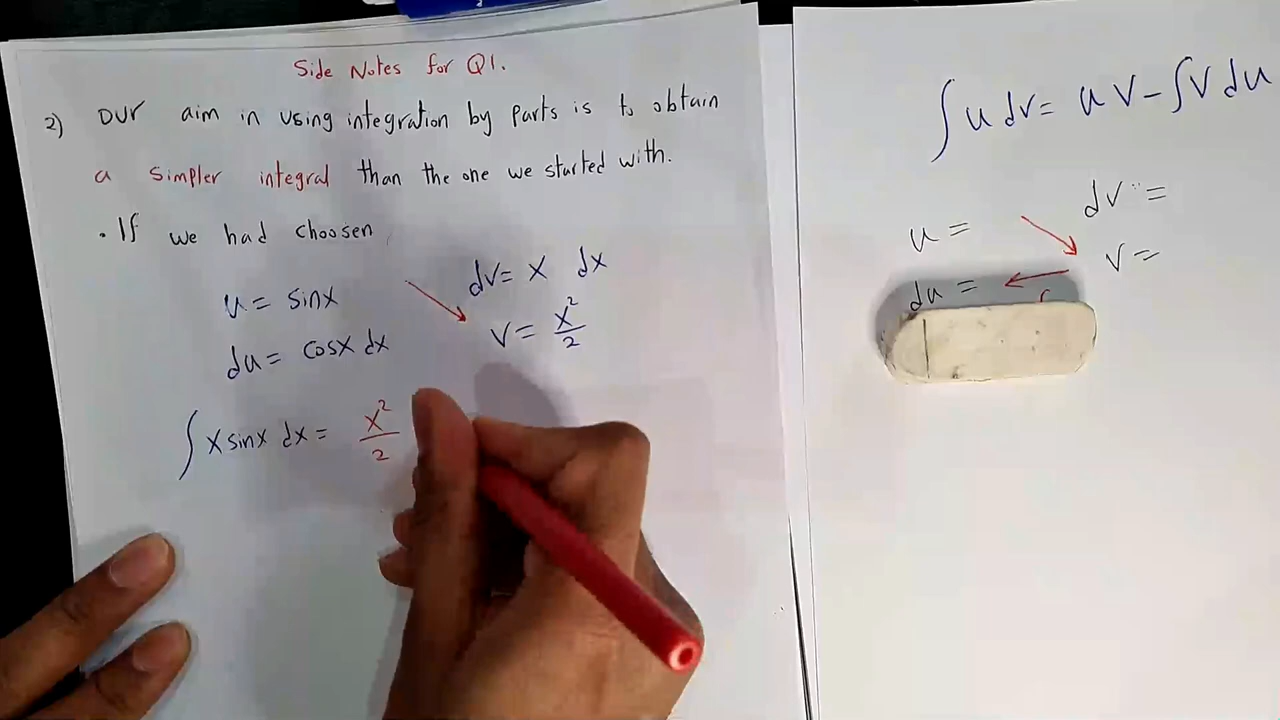 Side Notes for Q1.
2) Our aim in using integration by parts is to obtain
a simpler integral than the one we started with.
. If we had choosen,
u = sinx dv = x dx
du = cosx dx v = x²/2
∫ x sinx dx = x²/2
∫ u dv = uv - ∫ v du
u = dv =
du = v =